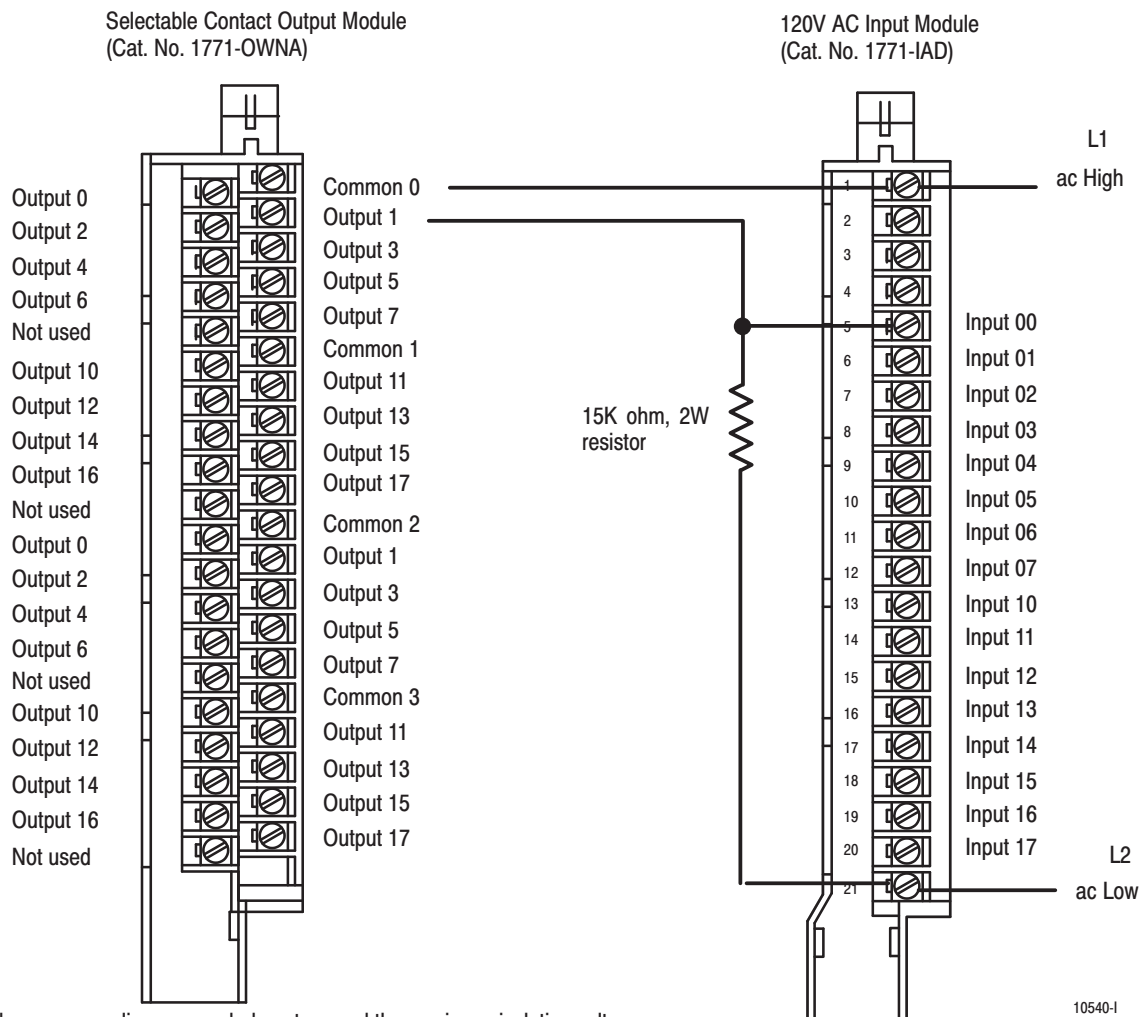 Selectable Contact Output Module
(Cat. No. 1771-OWNA)
120V AC Input Module
(Cat. No. 1771-IAD)
L1
ac High
Output 0
Output 2
Output 4
Output 6
Not used
Output 10
Output 12
Output 14
Output 16
Not used
Output 0
Output 2
Output 4
Output 6
Not used
Output 10
Output 12
Output 14
Output 16
Not used
Common 0
Output 1
Output 3
Output 5
Output 7
Common 1
Output 11
Output 13
Output 15
Output 17
Common 2
Output 1
Output 3
Output 5
Output 7
Common 3
Output 11
Output 13
Output 15
Output 17
15K ohm, 2W
resistor
1
2
3
4
5
6
7
8
9
10
11
12
13
14
15
16
17
18
19
20
21
Input 00
Input 01
Input 02
Input 03
Input 04
Input 05
Input 06
Input 07
Input 10
Input 11
Input 12
Input 13
Input 14
Input 15
Input 16
Input 17
L2
ac Low
10540-I